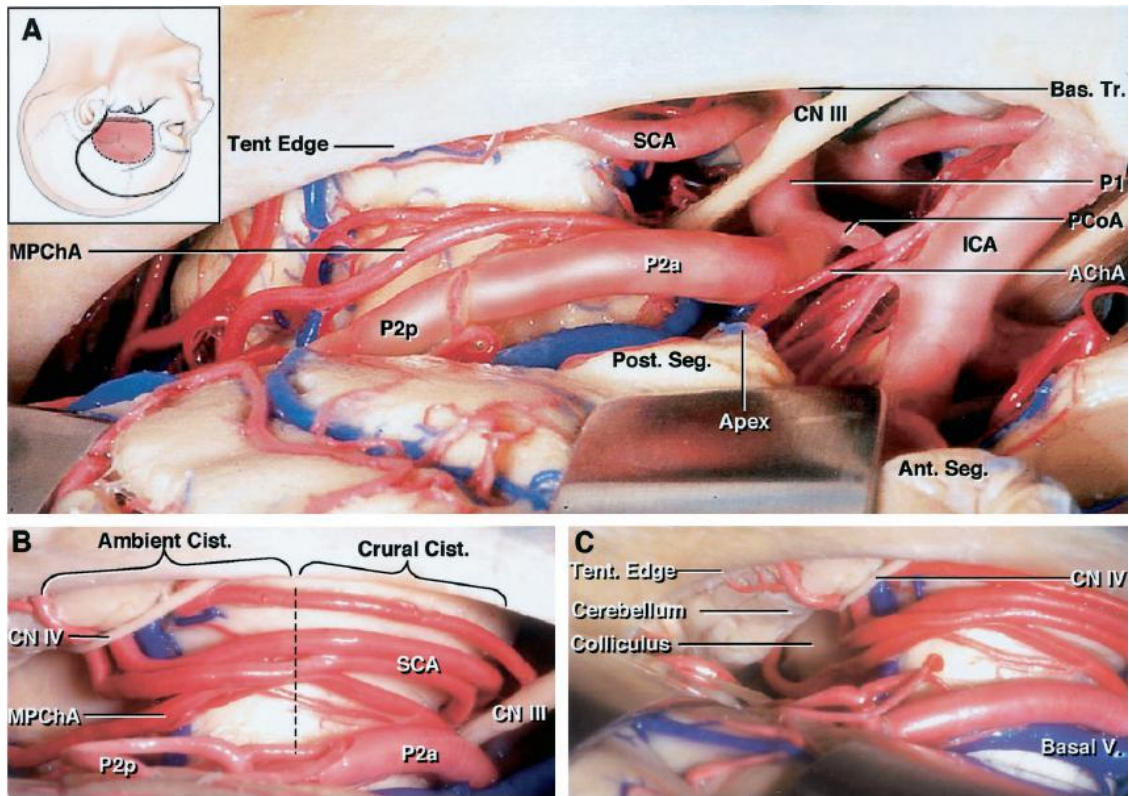 A
Bas. Tr.
CN III
SCA
Tent Edge
P1
PCoA
MPChA
ICA
P2a
AChA
P2p
Post. Seg.
Apex
Ant. Seg.
B
Ambient Cist.
Crural Cist.
CN IV
SCA
MPChA
CN III
P2p
P2a
C
Tent. Edge
CN IV
Cerebellum
Colliculus
Basal V.